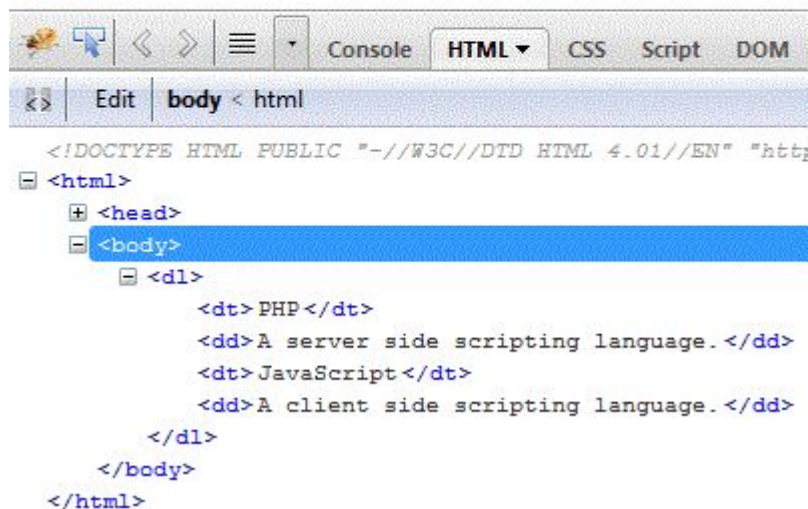 Console HTML CSS Script DOM
Edit body < html
<!DOCTYPE HTML PUBLIC "-//W3C//DTD HTML 4.01//EN" "http
<html>
<head>
<body>
<dl>
<dt>PHP</dt>
<dd>A server side scripting language.</dd>
<dt>JavaScript</dt>
<dd>A client side scripting language.</dd>
</dl>
</body>
</html>